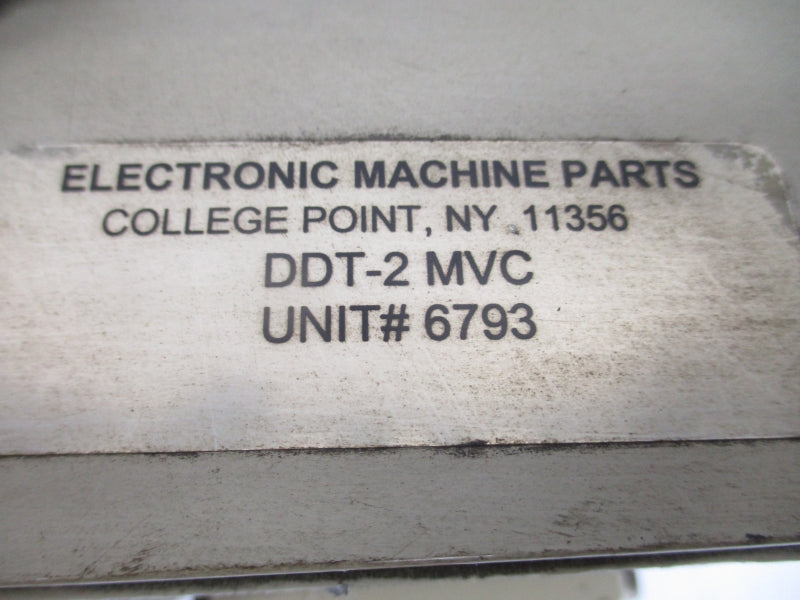 ELECTRONIC MACHINE PARTS
COLLEGE POINT, NY 11356
DDT-2 MVC
UNIT# 6793